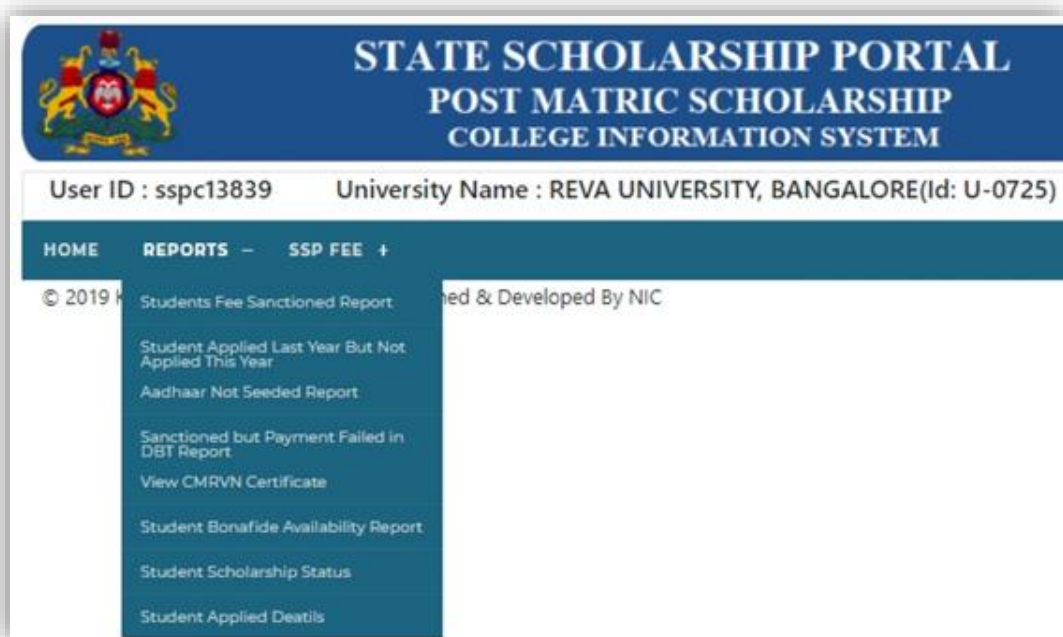 STATE SCHOLARSHIP PORTAL
POST MATRIC SCHOLARSHIP
COLLEGE INFORMATION SYSTEM
User ID : sspc13839 University Name : REVA UNIVERSITY, BANGALORE(Id: U-0725)
HOME REPORTS – SSP FEE +
© 2019 & Developed By NIC
Students Fee Sanctioned Report
Student Applied Last Year But Not
Applied This Year
Aadhaar Not Seeded Report
Sanctioned but Payment Failed in
DBT Report
View CMRVN Certificate
Student Bonafide Availability Report
Student Scholarship Status
Student Applied Deatils